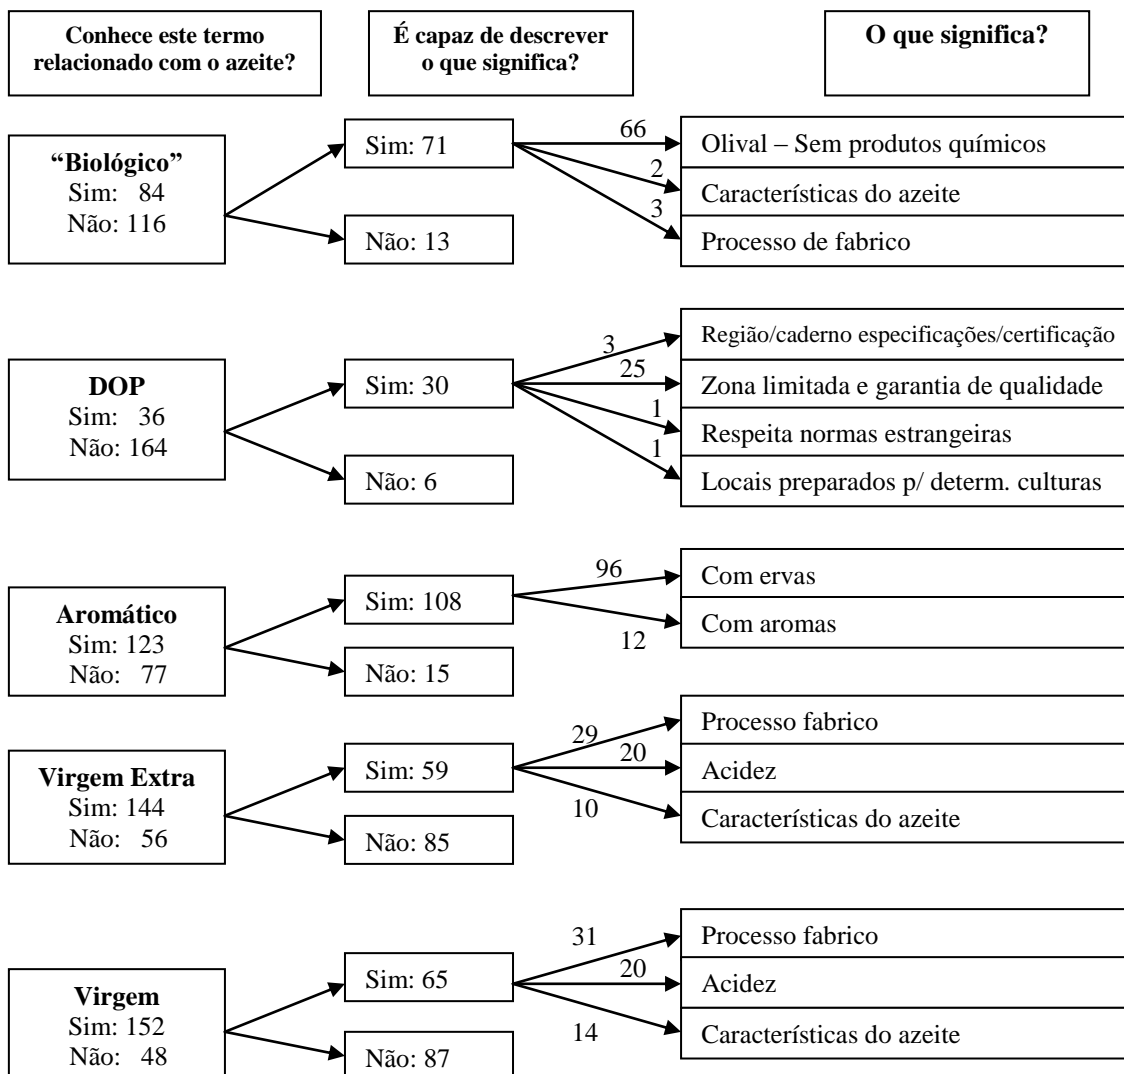 Conhece este termo
relacionado com o azeite?
É capaz de descrever
o que significa?
O que significa?
“Biológico”
Sim: 84
Não: 116
Sim: 71
Não: 13
66
2
3
Olival – Sem produtos químicos
Características do azeite
Processo de fabrico
DOP
Sim: 36
Não: 164
Sim: 30
Não: 6
3
25
1
1
Região/caderno especificações/certificação
Zona limitada e garantia de qualidade
Respeita normas estrangeiras
Locais preparados p/ determ. culturas
Aromático
Sim: 123
Não: 77
Sim: 108
Não: 15
96
12
Com ervas
Com aromas
Virgem Extra
Sim: 144
Não: 56
Sim: 59
Não: 85
29
20
10
Processo fabrico
Acidez
Características do azeite
Virgem
Sim: 152
Não: 48
Sim: 65
Não: 87
31
20
14
Processo fabrico
Acidez
Características do azeite